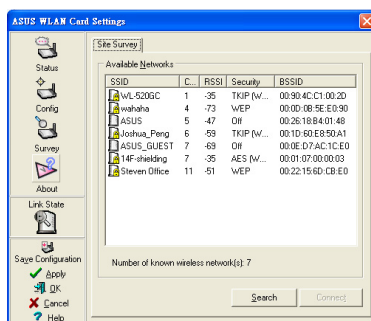 ASUS WLAN Card Settings
Status
Config
Survey
About
Link State
Save Configuration
Apply
OK
Cancel
Help
Site Survey
Available Networks
SSID C... RSSI Security BSSID
WL-520GC 1 -35 TKIP (W... 00:90:4C:C1:00:2D
wahaha 4 -73 WEP 00:0D:0B:5E:E0:90
ASUS 5 -47 Off 00:26:18:B4:01:48
Joshua_Peng 6 -59 TKIP (W... 00:1D:60:E8:50:A1
ASUS_GUEST 7 -69 Off 00:0E:D7:AC:1C:E0
14F-shielding 7 -35 AES (W... 00:01:07:00:00:03
Steven Office 11 -51 WEP 00:22:15:6D:CB:E0
Number of known wireless network(s): 7
Search
Connect